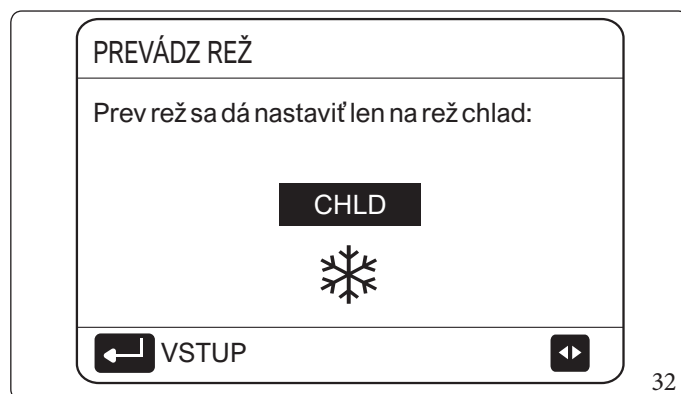 PREVÁDZ REŽ
Prev rež sa dá nastaviť len na rež chlad:
CHLD
VSTUP
32